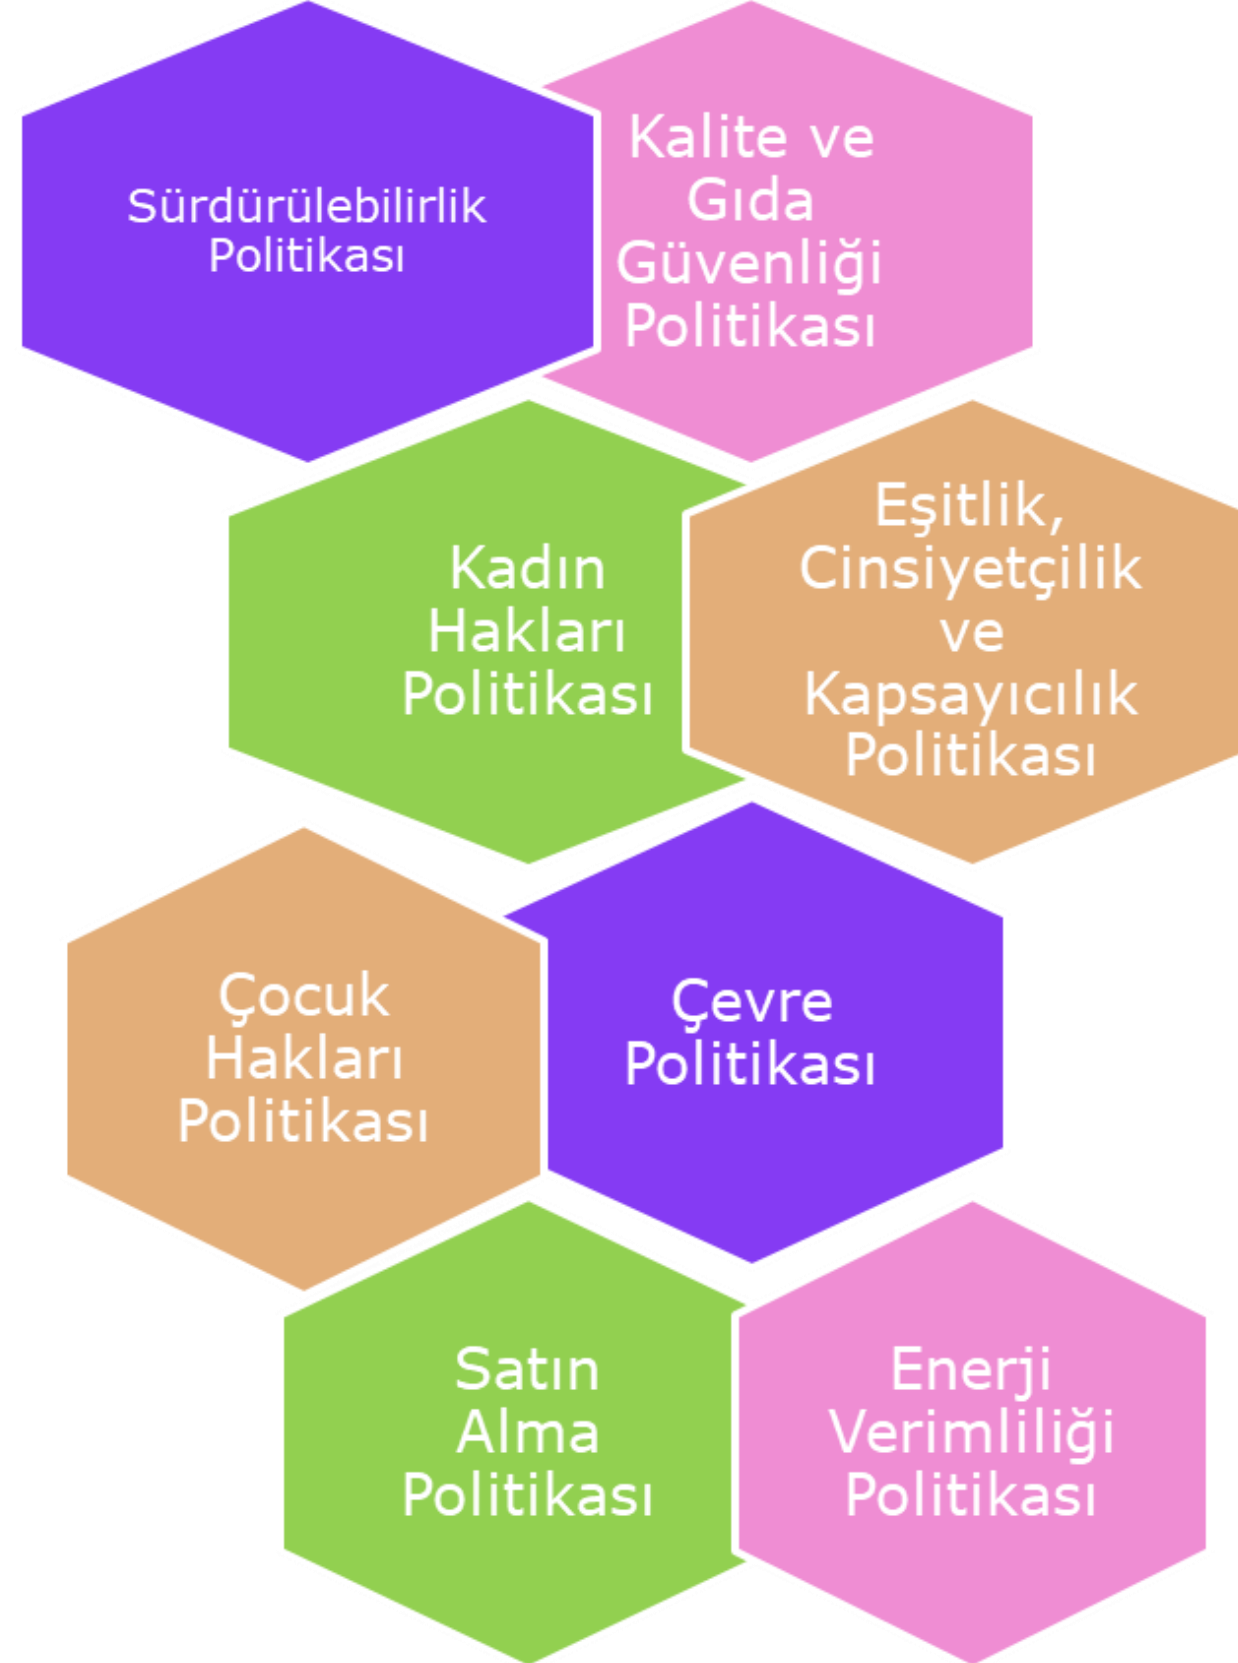 Sürdürülebilirlik
Politikası
Kalite ve
Gıda
Güvenliği
Politikası
Kadın
Hakları
Politikası
Eşitlik,
Cinsiyetçilik
ve
Kapsayıcılık
Politikası
Çocuk
Hakları
Politikası
Çevre
Politikası
Satın
Alma
Politikası
Enerji
Verimliliği
Politikası